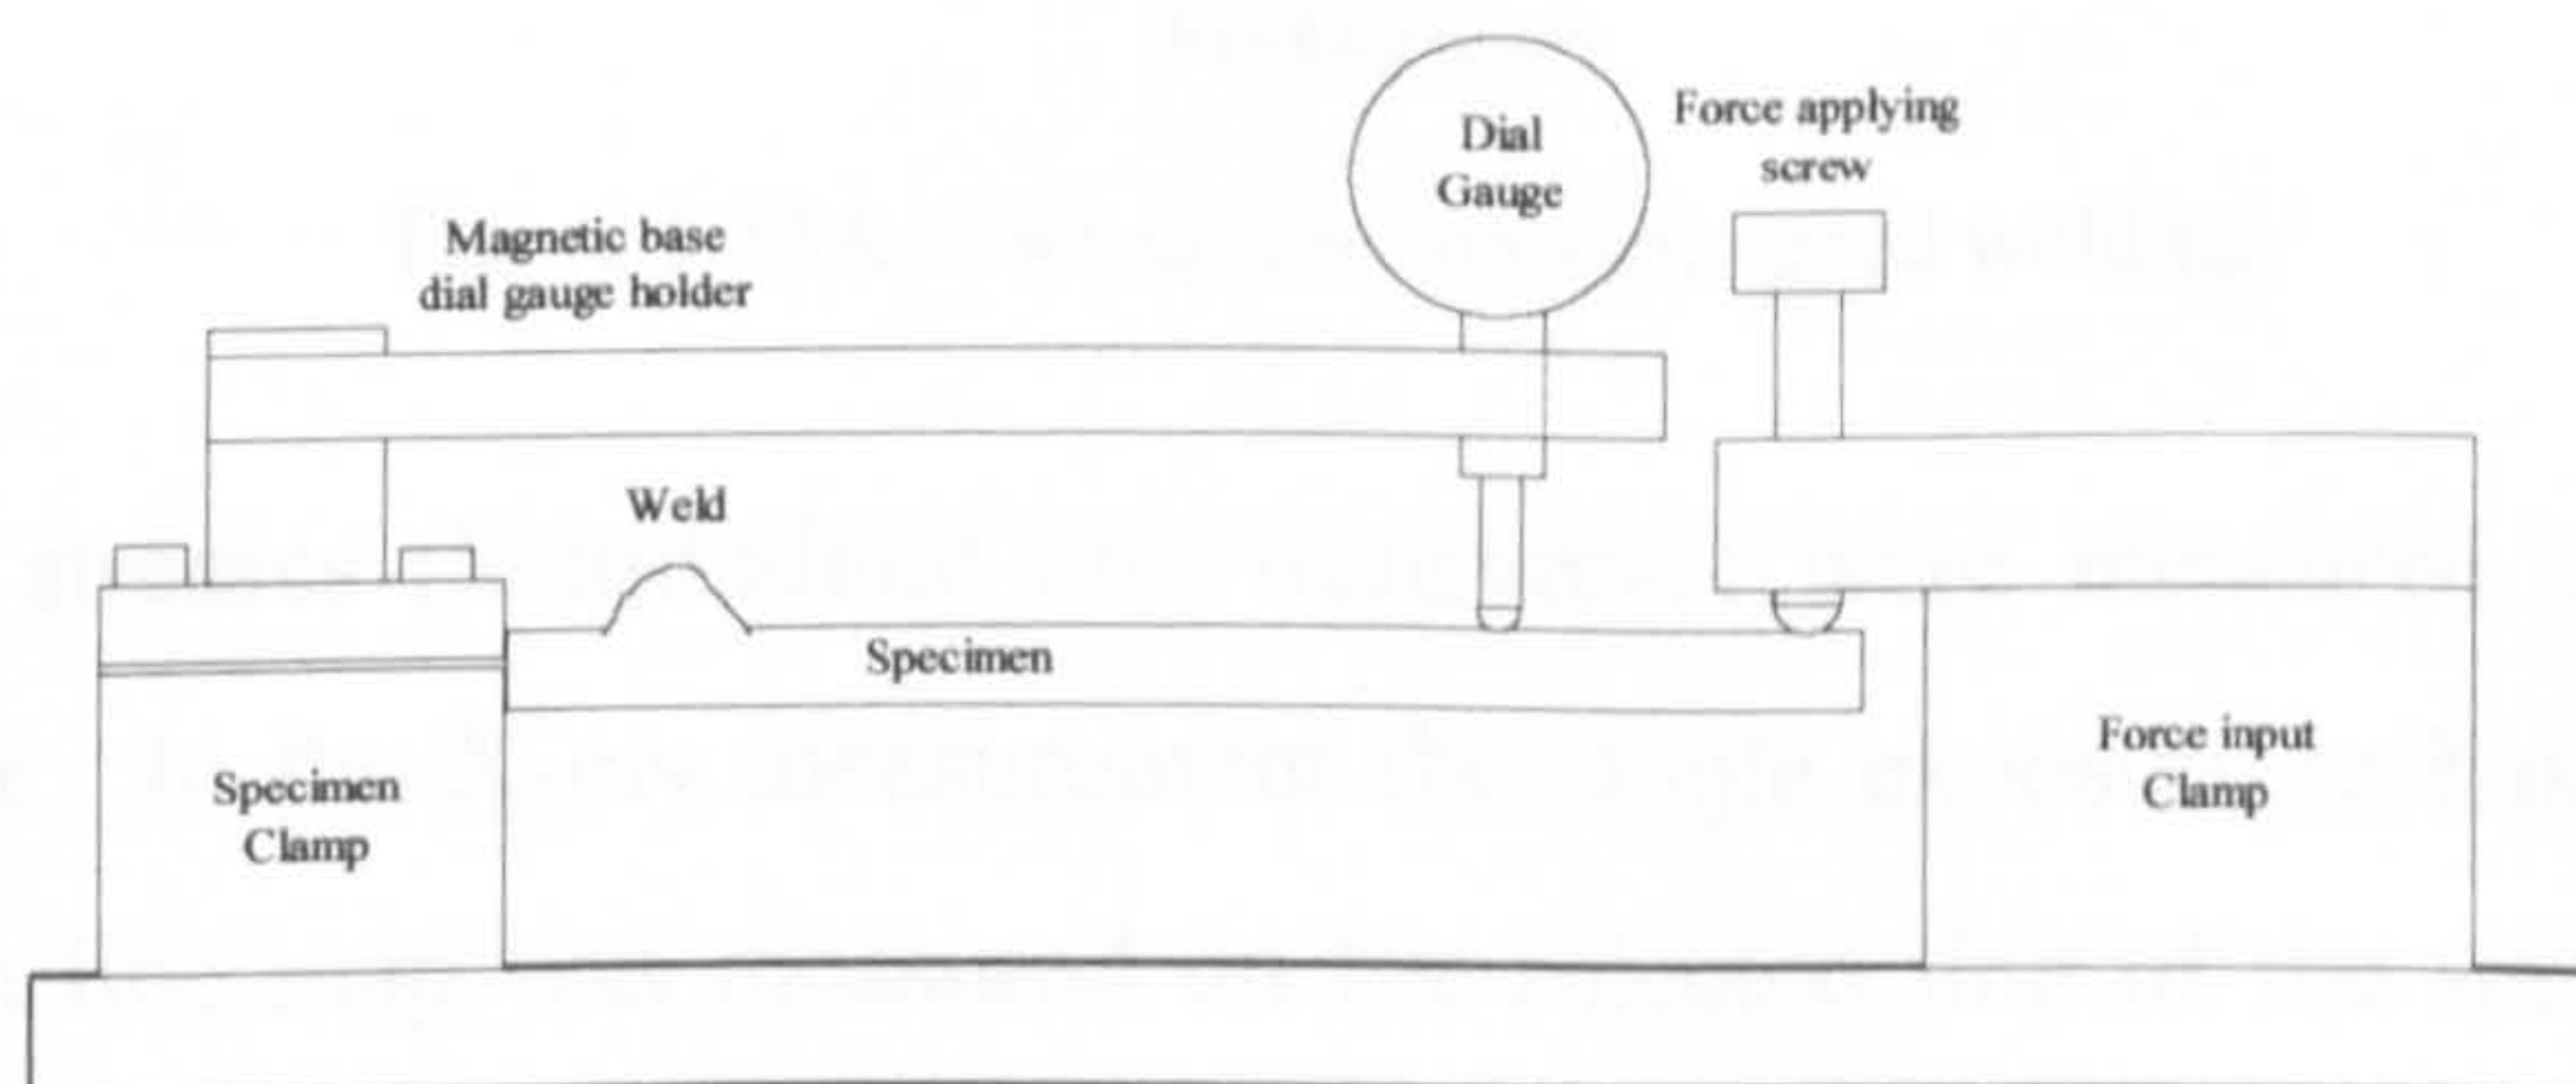 Dial
Gauge
Force applying
screw
Magnetic base
dial gauge holder
Weld
Specimen
Specimen
Clamp
Force input
Clamp